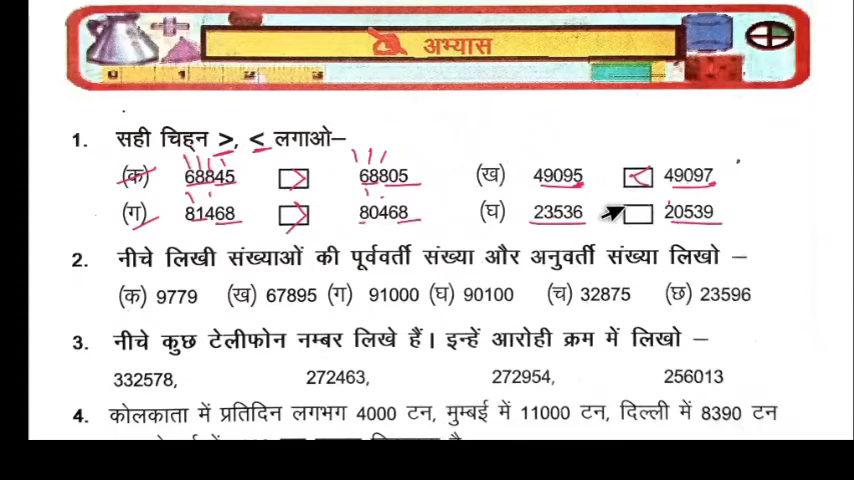 अभ्यास
1. सही चिह्न >, < लगाओ–
(क) 68845 > 68805 (ख) 49095 < 49097
(ग) 81468 > 80468 (घ) 23536 20539
2. नीचे लिखी संख्याओं की पूर्ववर्ती संख्या और अनुवर्ती संख्या लिखो –
(क) 9779 (ख) 67895 (ग) 91000 (घ) 90100 (च) 32875 (छ) 23596
3. नीचे कुछ टेलीफोन नम्बर लिखे हैं। इन्हें आरोही क्रम में लिखो –
332578, 272463, 272954, 256013
4. कोलकाता में प्रतिदिन लगभग 4000 टन, मुम्बई में 11000 टन, दिल्ली में 8390 टन